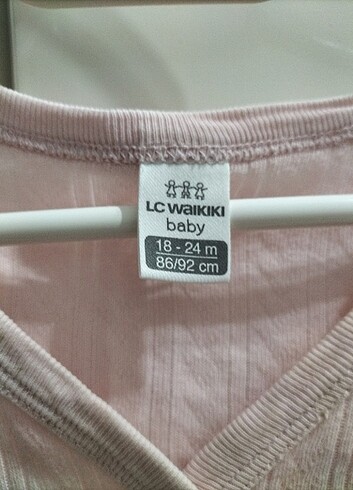 LC WAIKIKI
baby
18 - 24 m
86/92 cm